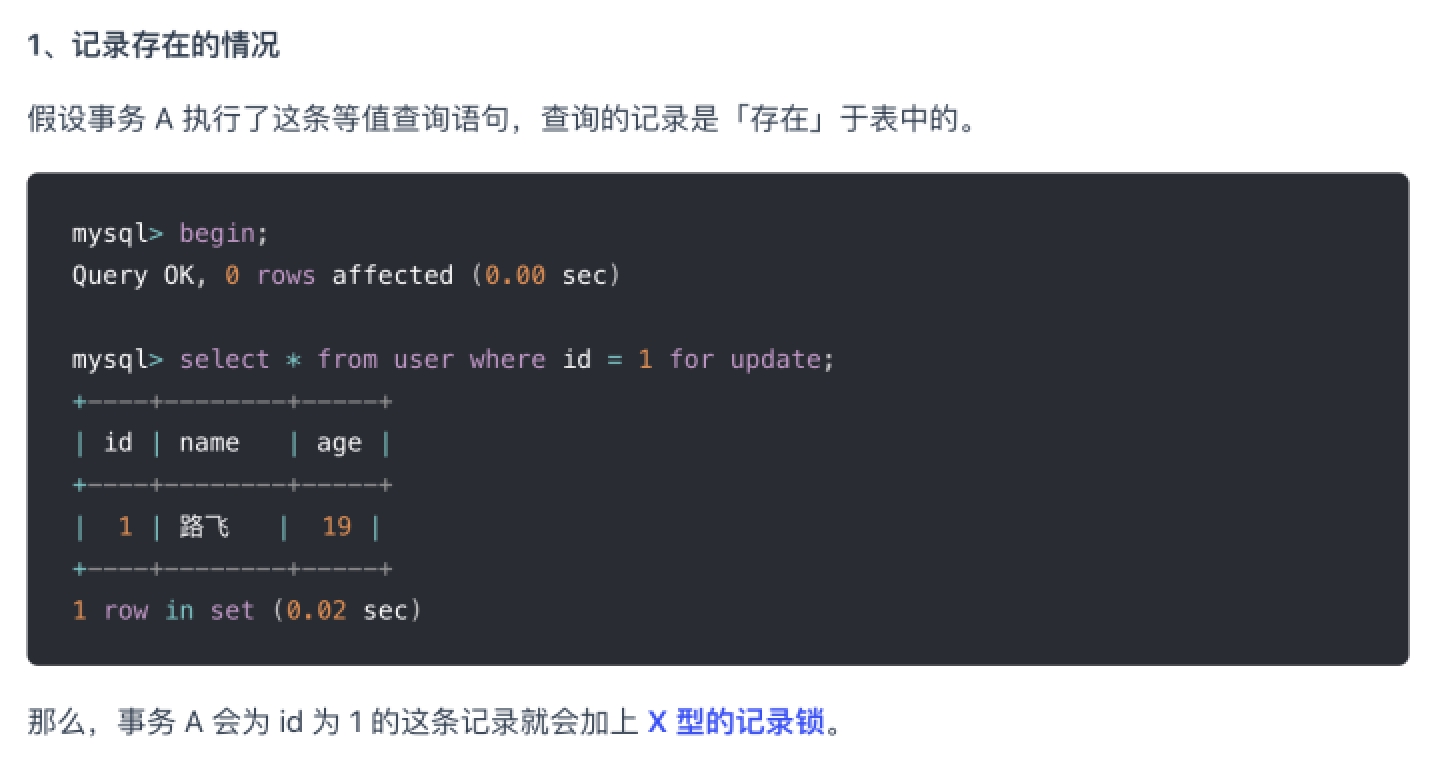 1、记录存在的情况
假设事务 A 执行了这条等值查询语句，查询的记录是「存在」于表中的。
mysql> begin;
Query OK, 0 rows affected (0.00 sec)
mysql> select * from user where id = 1 for update;
+----+--------+-----+
| id | name   | age |
+----+--------+-----+
|  1 | 路飞   |  19 |
+----+--------+-----+
1 row in set (0.02 sec)
那么，事务 A 会为 id 为 1 的这条记录就会加上 X 型的记录锁。